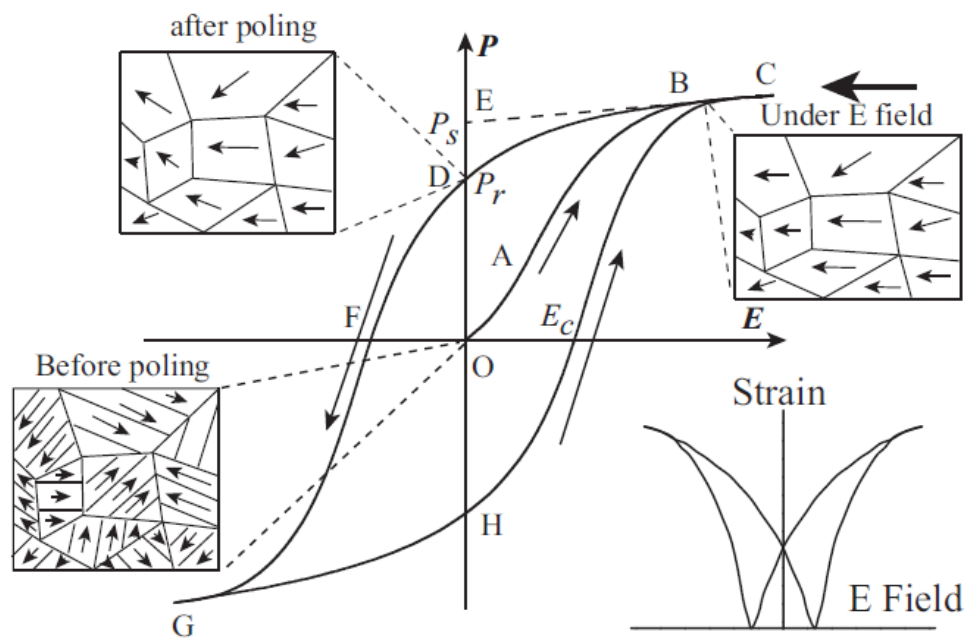 after poling
P
C
B
E
Under E field
Ps
D
Pr
A
F
Ec
E
Before poling
O
Strain
H
E Field
G